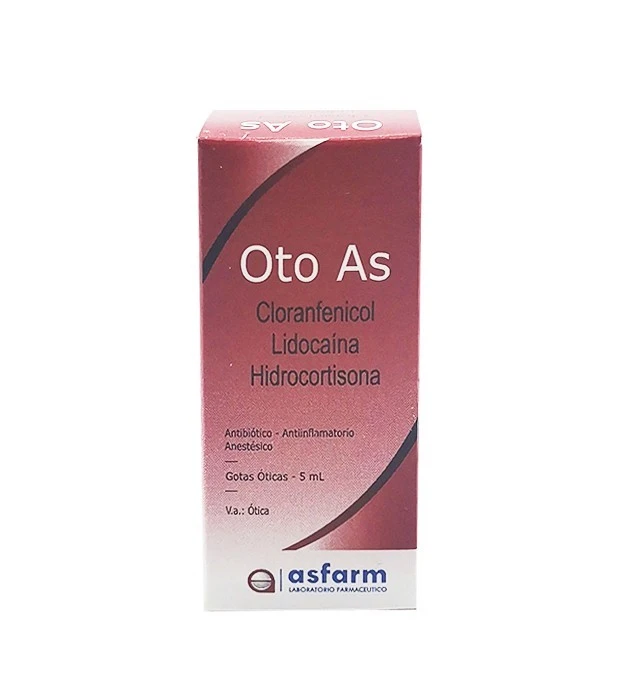 Oto As
Oto As
Cloranfenicol
Lidocaína
Hidrocortisona
Antibiótico - Antiinflamatorio
Anestésico
Gotas Óticas - 5 mL
V.a.: Ótica
asfarm
LABORATORIO FARMACEUTICO